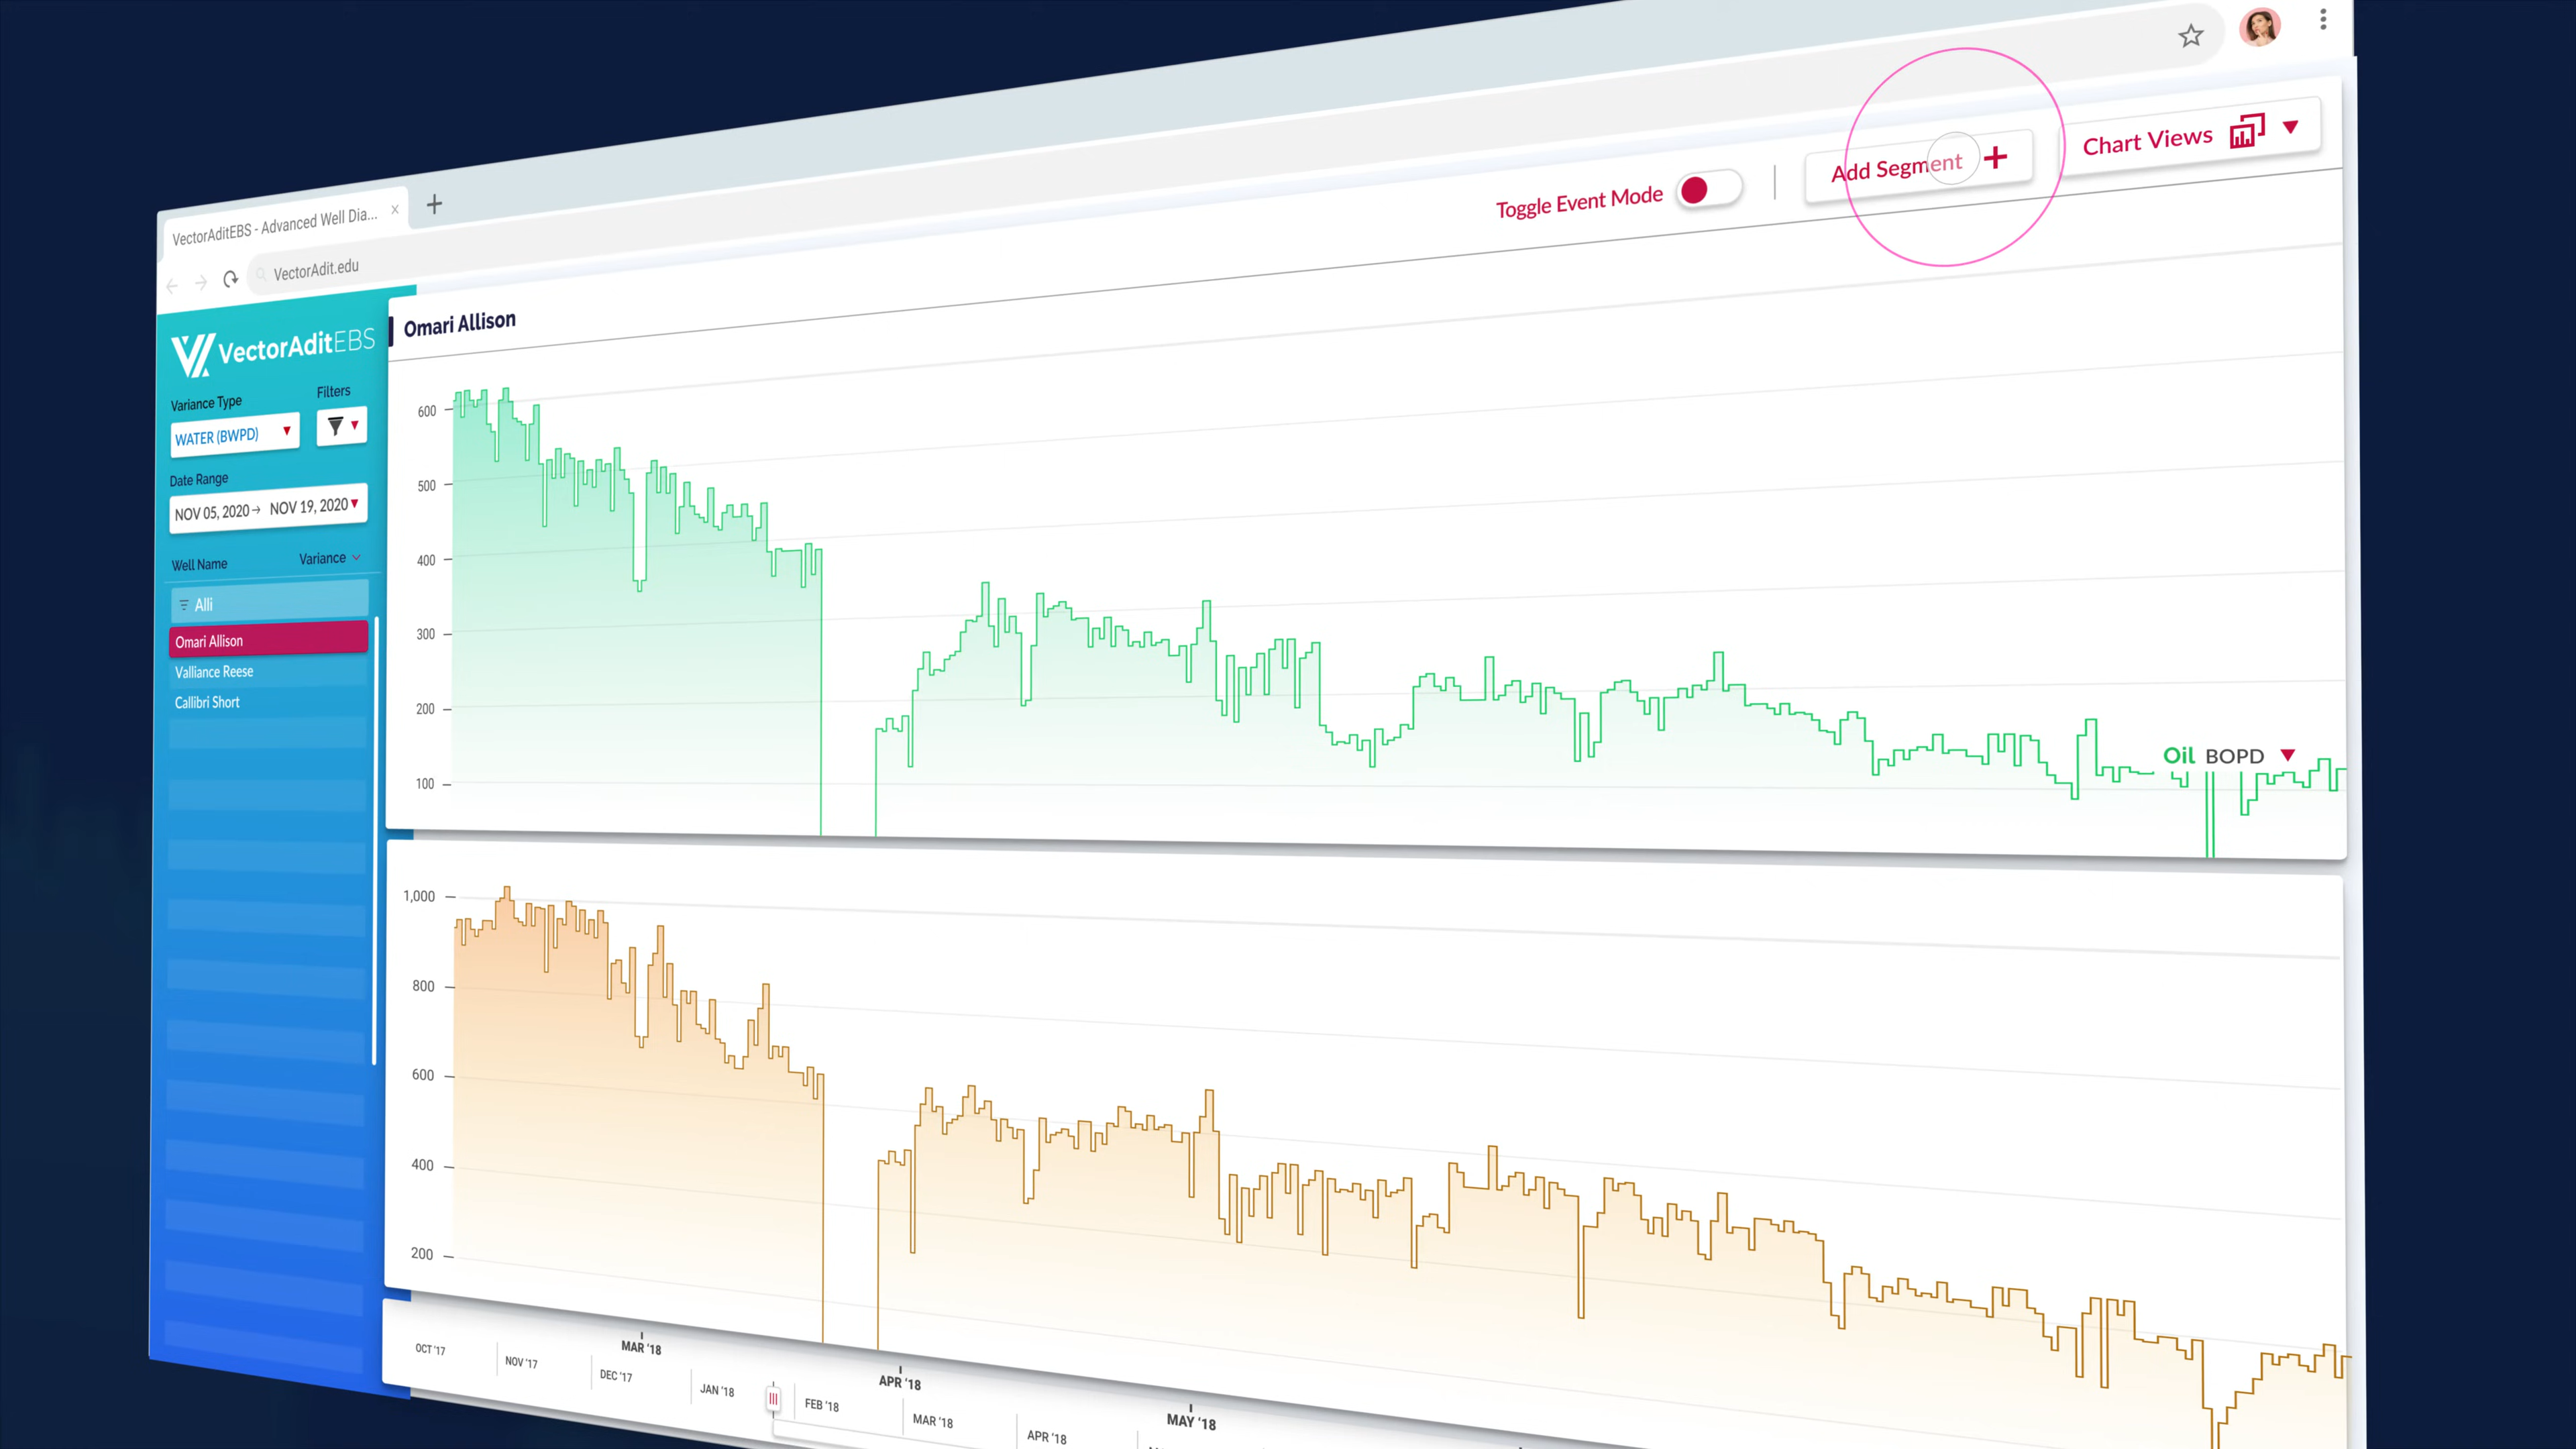 VectorAditEBS - Advanced Well Dia...
VectorAdit.edu
VectorAditEBS
Variance Type
Filters
WATER (BWPD)
Date Range
NOV 05, 2020 → NOV 19, 2020
Well Name
Variance
Alli
Omari Allison
Valliance Reese
Callibri Short
Omari Allison
Toggle Event Mode
Add Segment +
Chart Views
600
500
400
300
200
100
Oil BOPD
1,000
800
600
400
200
MAR '18
APR '18
MAY '18
OCT '17
NOV '17
DEC '17
JAN '18
FEB '18
MAR '18
APR '18